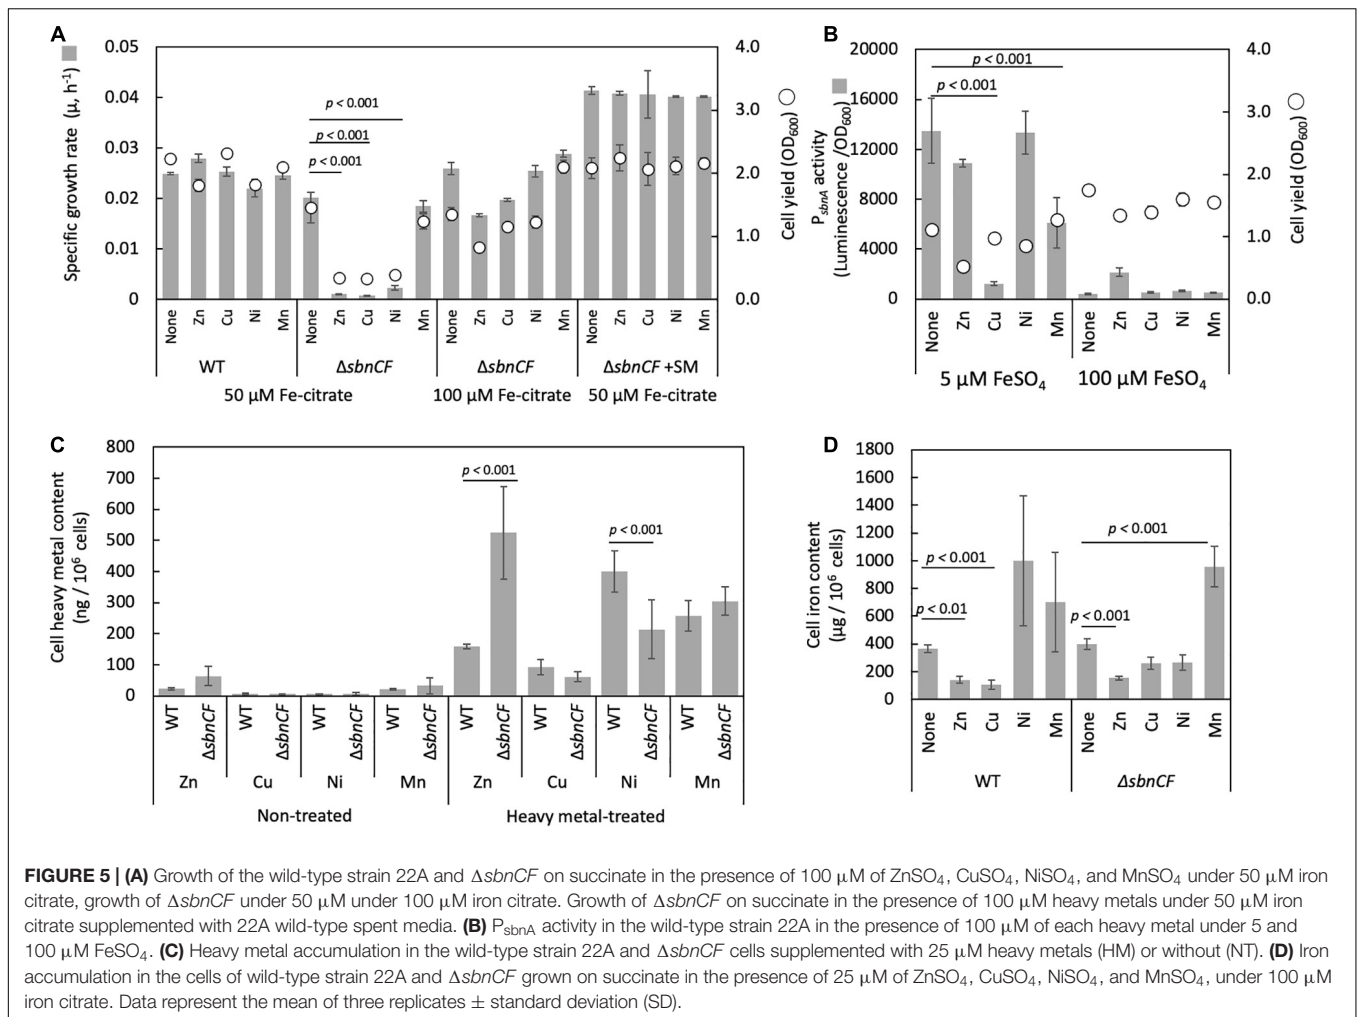 A
Specific growth rate (µ, h-1)
0.05
0.04
0.03
0.02
0.01
0
p < 0.001
p < 0.001
p < 0.001
4.0
3.0
2.0
1.0
0.0
Cell yield (OD600)
None Zn Cu Ni Mn None Zn Cu Ni Mn None Zn Cu Ni Mn None Zn Cu Ni Mn
WT ΔsbnCF ΔsbnCF ΔsbnCF +SM
50 µM Fe-citrate 100 µM Fe-citrate 50 µM Fe-citrate
B
PsbnA activity
(Luminescence /OD600)
20000
16000
12000
8000
4000
0
p < 0.001
p < 0.001
4.0
3.0
2.0
1.0
0.0
Cell yield (OD600)
None Zn Cu Ni Mn None Zn Cu Ni Mn
5 µM FeSO4 100 µM FeSO4
C
Cell heavy metal content
(ng / 10^6 cells)
800
700
600
500
400
300
200
100
0
p < 0.001
p < 0.001
WT ΔsbnCF WT ΔsbnCF WT ΔsbnCF WT ΔsbnCF WT ΔsbnCF WT ΔsbnCF WT ΔsbnCF WT ΔsbnCF
Zn Cu Ni Mn Zn Cu Ni Mn
Non-treated Heavy metal-treated
D
Cell iron content
(µg / 10^6 cells)
1800
1600
1400
1200
1000
800
600
400
200
0
p < 0.001
p < 0.01
p < 0.001
p < 0.001
None Zn Cu Ni Mn None Zn Cu Ni Mn
WT ΔsbnCF
FIGURE 5 | (A) Growth of the wild-type strain 22A and ΔsbnCF on succinate in the presence of 100 µM of ZnSO4, CuSO4, NiSO4, and MnSO4 under 50 µM iron
citrate, growth of ΔsbnCF under 50 µM under 100 µM iron citrate. Growth of ΔsbnCF on succinate in the presence of 100 µM heavy metals under 50 µM iron
citrate supplemented with 22A wild-type spent media. (B) PsbnA activity in the wild-type strain 22A in the presence of 100 µM of each heavy metal under 5 and
100 µM FeSO4. (C) Heavy metal accumulation in the wild-type strain 22A and ΔsbnCF cells supplemented with 25 µM heavy metals (HM) or without (NT). (D) Iron
accumulation in the cells of wild-type strain 22A and ΔsbnCF grown on succinate in the presence of 25 µM of ZnSO4, CuSO4, NiSO4, and MnSO4, under 100 µM
iron citrate. Data represent the mean of three replicates ± standard deviation (SD).